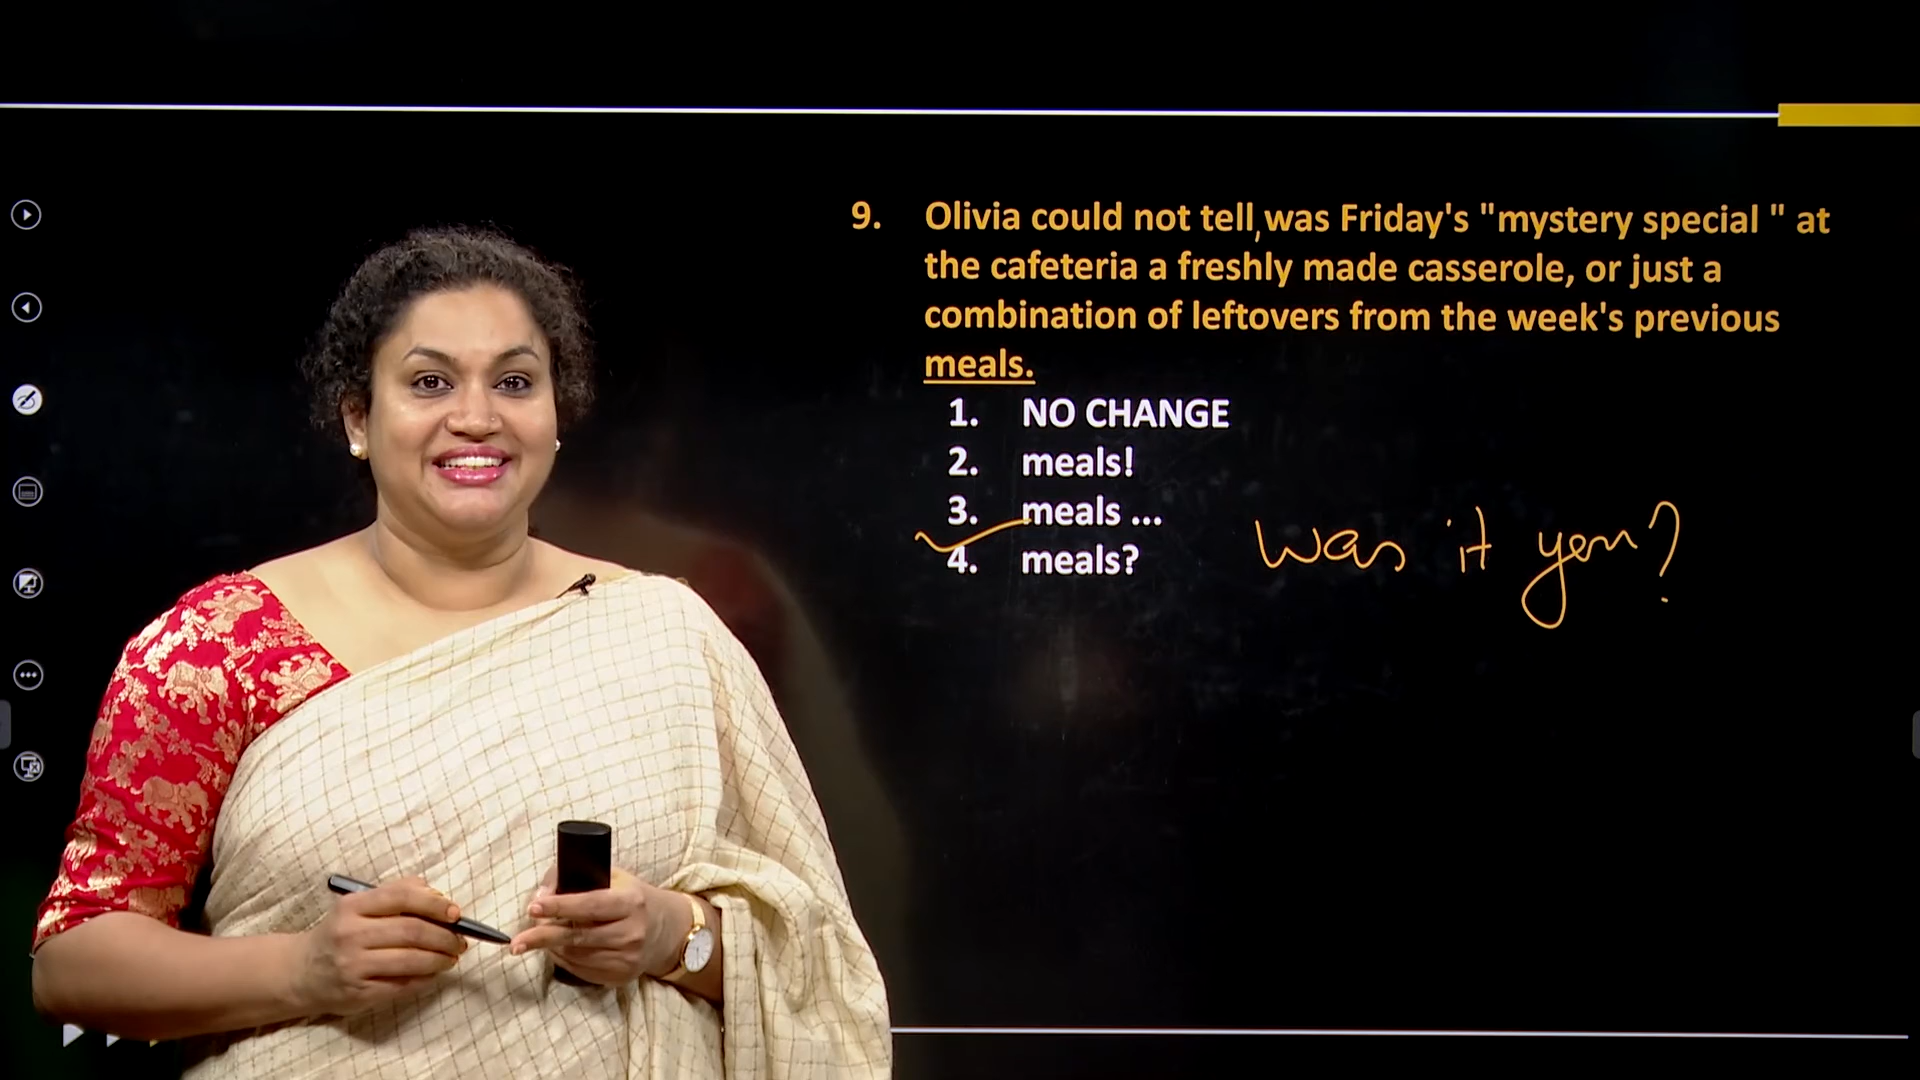 9. Olivia could not tell, was Friday's "mystery special " at
the cafeteria a freshly made casserole, or just a
combination of leftovers from the week's previous
meals.
1. NO CHANGE
2. meals!
3. meals ...
4. meals?
Was it you?